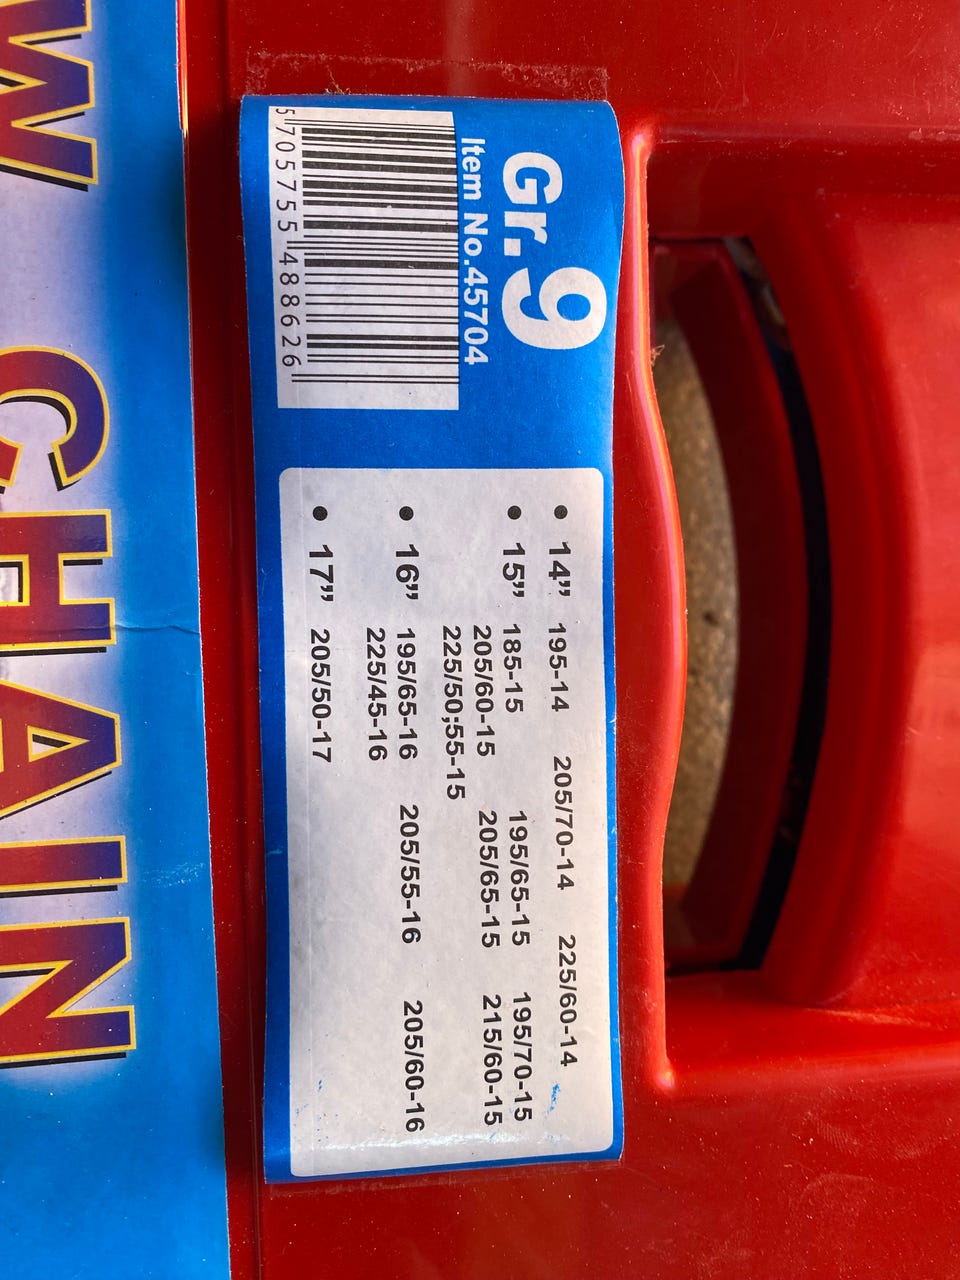 W CHAIN
Gr.9
Item No.45704
5 705755 488626
• 14” 195-14 205/70-14 225/60-14
• 15” 185-15 195/65-15 195/70-15
205/60-15 205/65-15 215/60-15
225/50;55-15
• 16” 195/65-16 205/55-16 205/60-16
225/45-16
• 17” 205/50-17